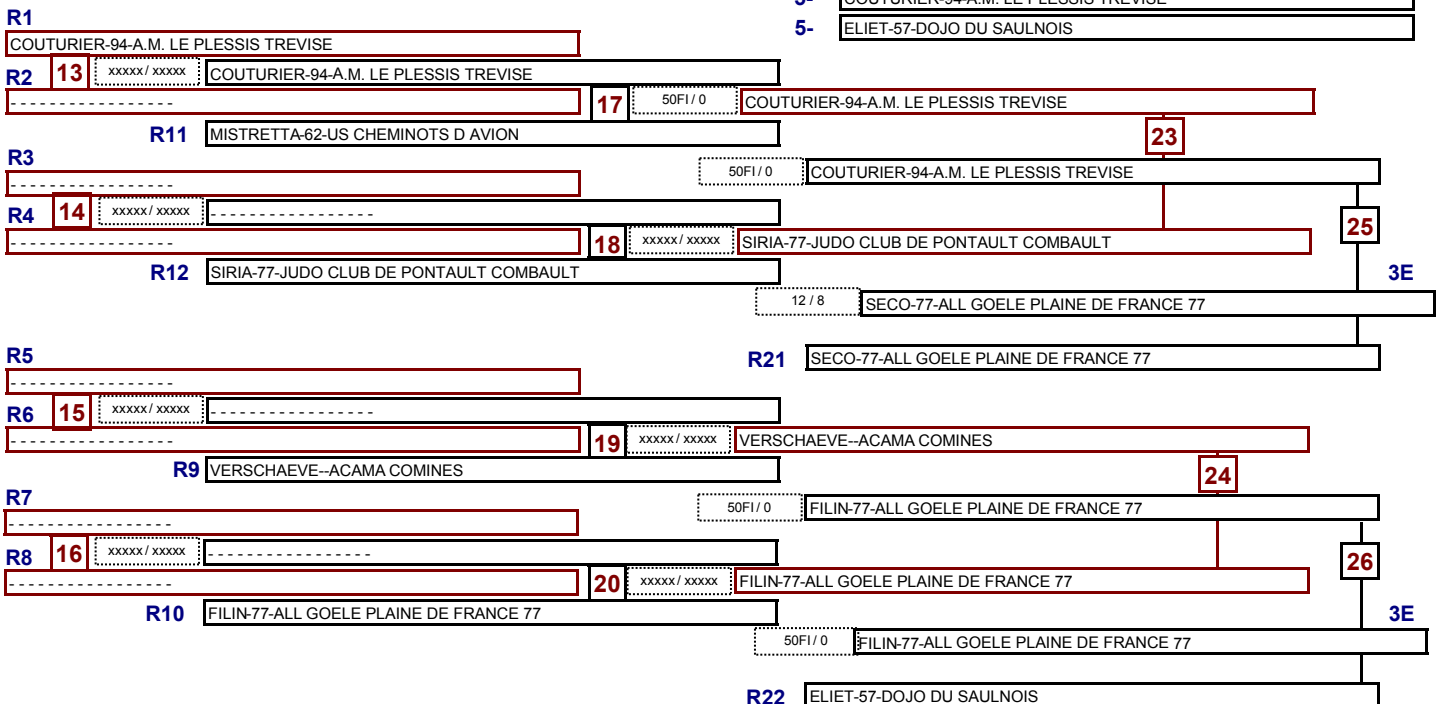 5- COUTURIER-94-A.M. LE PLESSIS TREVISE
R1
5- ELIET-57-DOJO DU SAULNOIS
COUTURIER-94-A.M. LE PLESSIS TREVISE
R2 13 xxxxx / xxxxx COUTURIER-94-A.M. LE PLESSIS TREVISE
- - - - - - - - - - - - - - - - - 17 50FI / 0 COUTURIER-94-A.M. LE PLESSIS TREVISE
R11 MISTRETTA-62-US CHEMINOTS D AVION 23
R3
50FI / 0 COUTURIER-94-A.M. LE PLESSIS TREVISE
- - - - - - - - - - - - - - - - -
R4 14 xxxxx / xxxxx - - - - - - - - - - - - - - - - - 25
- - - - - - - - - - - - - - - - - 18 xxxxx / xxxxx SIRIA-77-JUDO CLUB DE PONTAULT COMBAULT
R12 SIRIA-77-JUDO CLUB DE PONTAULT COMBAULT 3E
12 / 8 SECO-77-ALL GOELE PLAINE DE FRANCE 77
R5 R21 SECO-77-ALL GOELE PLAINE DE FRANCE 77
- - - - - - - - - - - - - - - - -
R6 15 xxxxx / xxxxx - - - - - - - - - - - - - - - - -
- - - - - - - - - - - - - - - - - 19 xxxxx / xxxxx VERSCHAEVE--ACAMA COMINES
R9 VERSCHAEVE--ACAMA COMINES 24
R7
50FI / 0 FILIN-77-ALL GOELE PLAINE DE FRANCE 77
- - - - - - - - - - - - - - - - -
R8 16 xxxxx / xxxxx - - - - - - - - - - - - - - - - - 26
- - - - - - - - - - - - - - - - - 20 xxxxx / xxxxx FILIN-77-ALL GOELE PLAINE DE FRANCE 77
R10 FILIN-77-ALL GOELE PLAINE DE FRANCE 77 3E
50FI / 0 FILIN-77-ALL GOELE PLAINE DE FRANCE 77
R22 ELIET-57-DOJO DU SAULNOIS